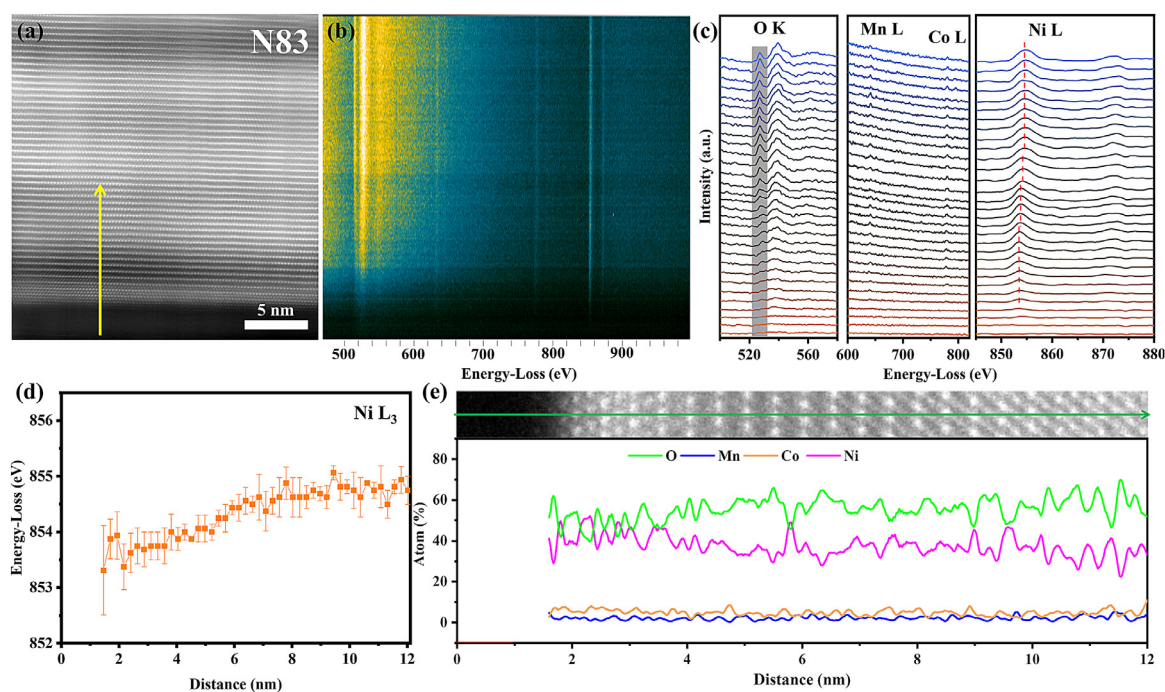 (a)
N83
5 nm
(b)
500 600 700 800 900
Energy-Loss (eV)
(c)
O K
Mn L
Co L
Ni L
Intensity (a.u.)
500 520 540 560 580
600 700 800
850 860 870 880
Energy-Loss (eV)
(d)
Ni L₃
Energy-Loss (eV)
856
855
854
853
852
0 2 4 6 8 10 12
Distance (nm)
(e)
O Mn Co Ni
Atom (%)
80
60
40
20
0
0 2 4 6 8 10 12
Distance (nm)